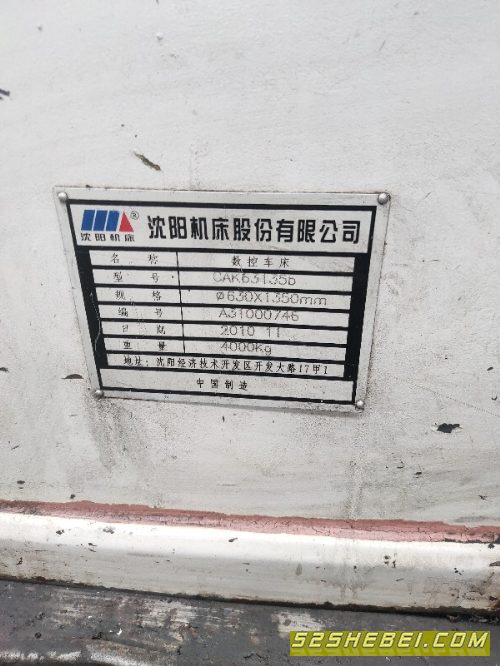 沈阳机床® 沈阳机床股份有限公司
名 称 数控车床
型 号 CAK63135b
规 格 ø630X1350mm
编 号 A31000746
日 期 2010 11
重 量 4000Kg
地址：沈阳经济技术开发区开发大路17甲1
中国制造
52SHEBEI.COM